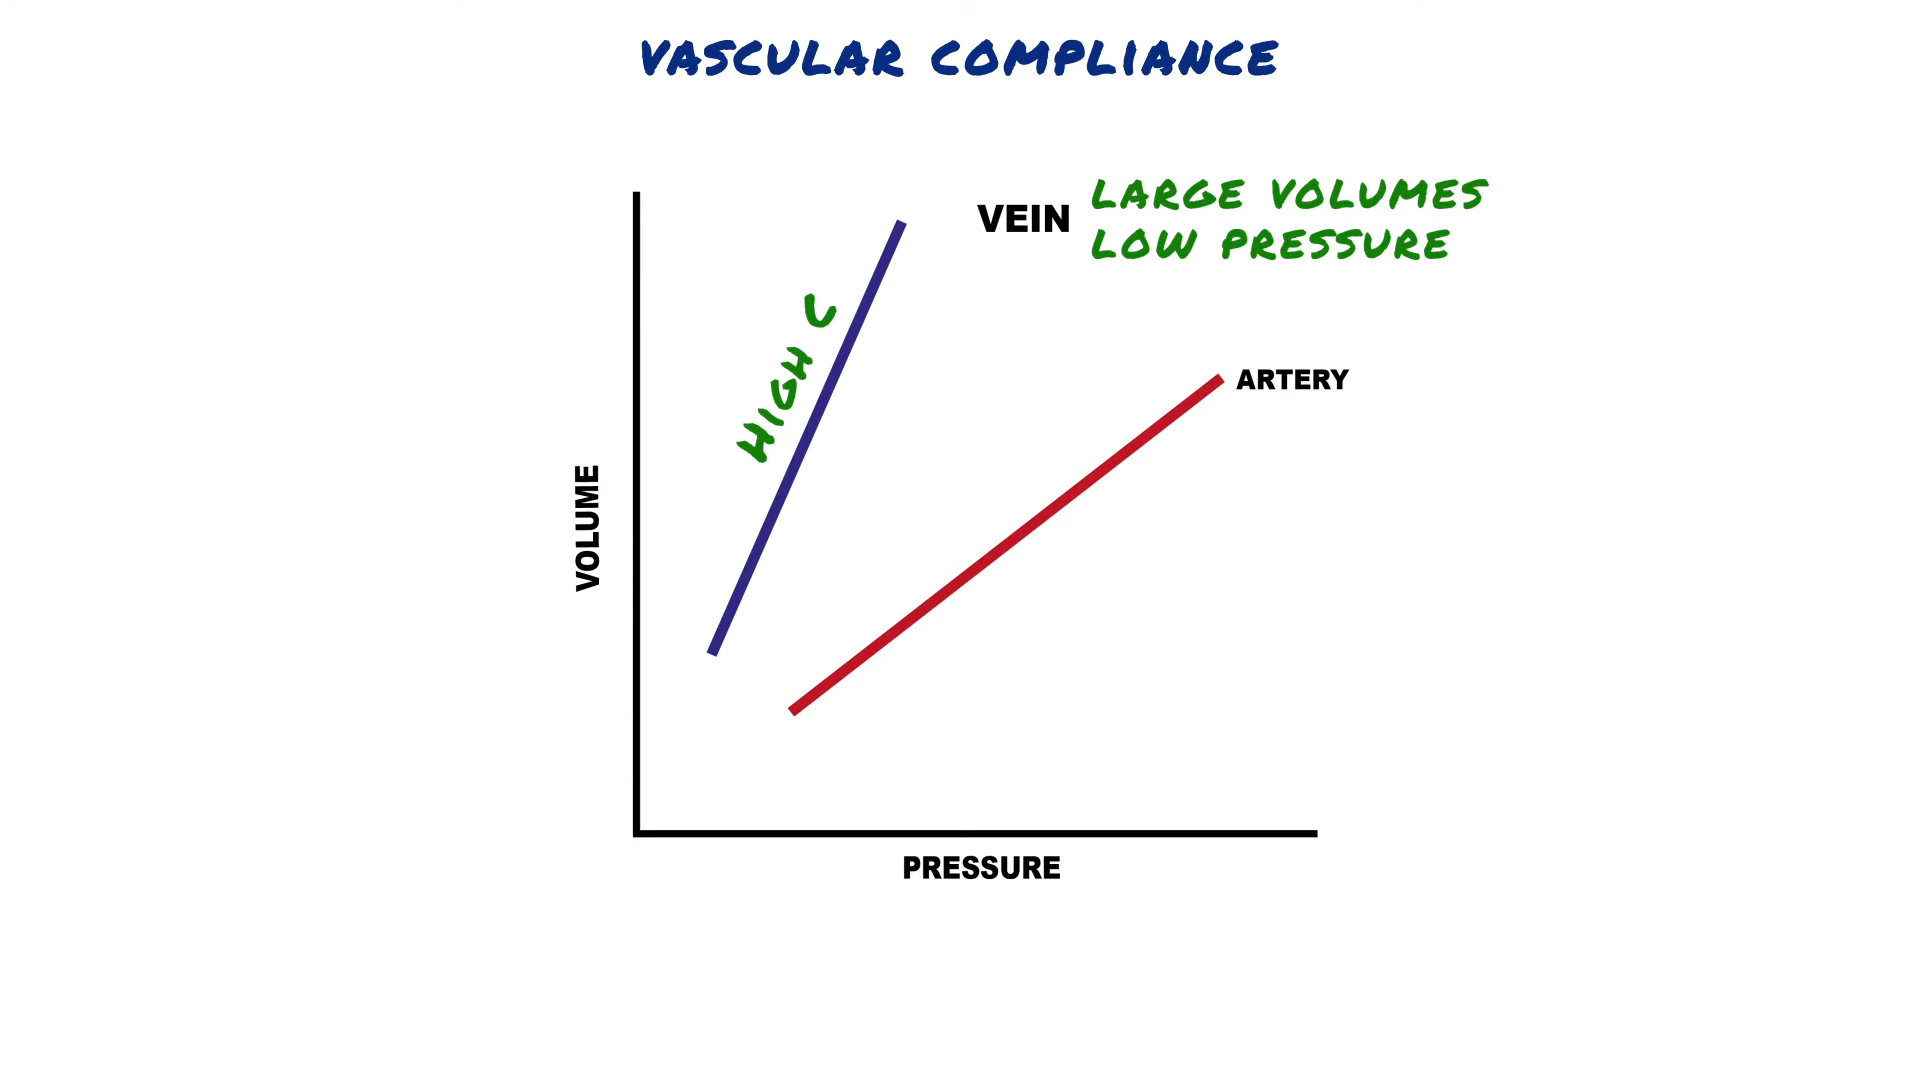 VASCULAR COMPLIANCE
VEIN
LARGE VOLUMES
LOW PRESSURE
HIGH C
ARTERY
VOLUME
PRESSURE